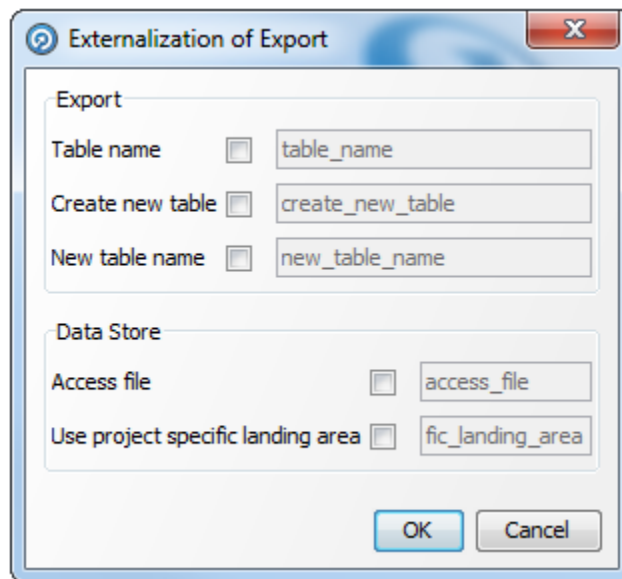 Externalization of Export
Export
Table name table_name
Create new table create_new_table
New table name new_table_name
Data Store
Access file access_file
Use project specific landing area fic_landing_area
OK Cancel